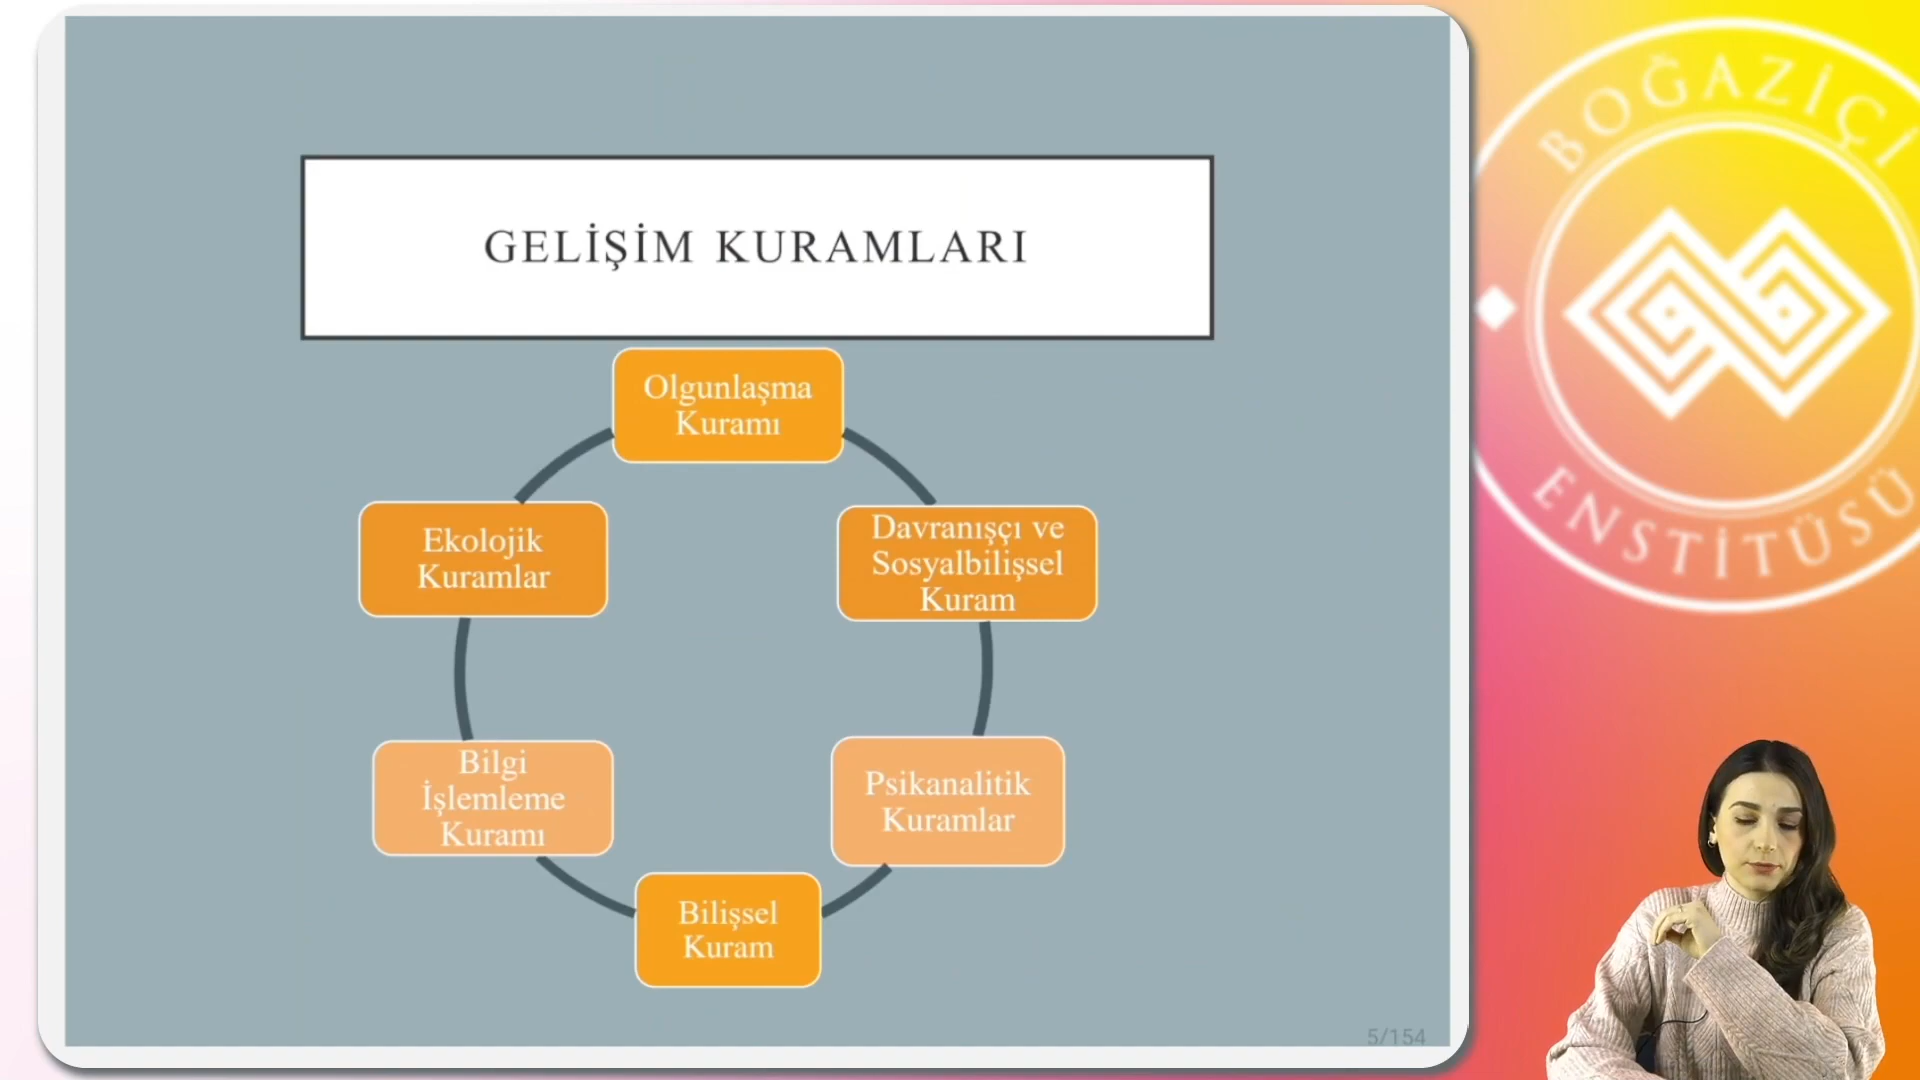 GELİŞİM KURAMLARI
Olgunlaşma
Kuramı
Davranışçı ve
Sosyalbilişsel
Kuram
Psikanalitik
Kuramlar
Bilişsel
Kuram
Bilgi
İşlemleme
Kuramı
Ekolojik
Kuramlar
5/154
BOĞAZİÇİ
ENSTİTÜSÜ